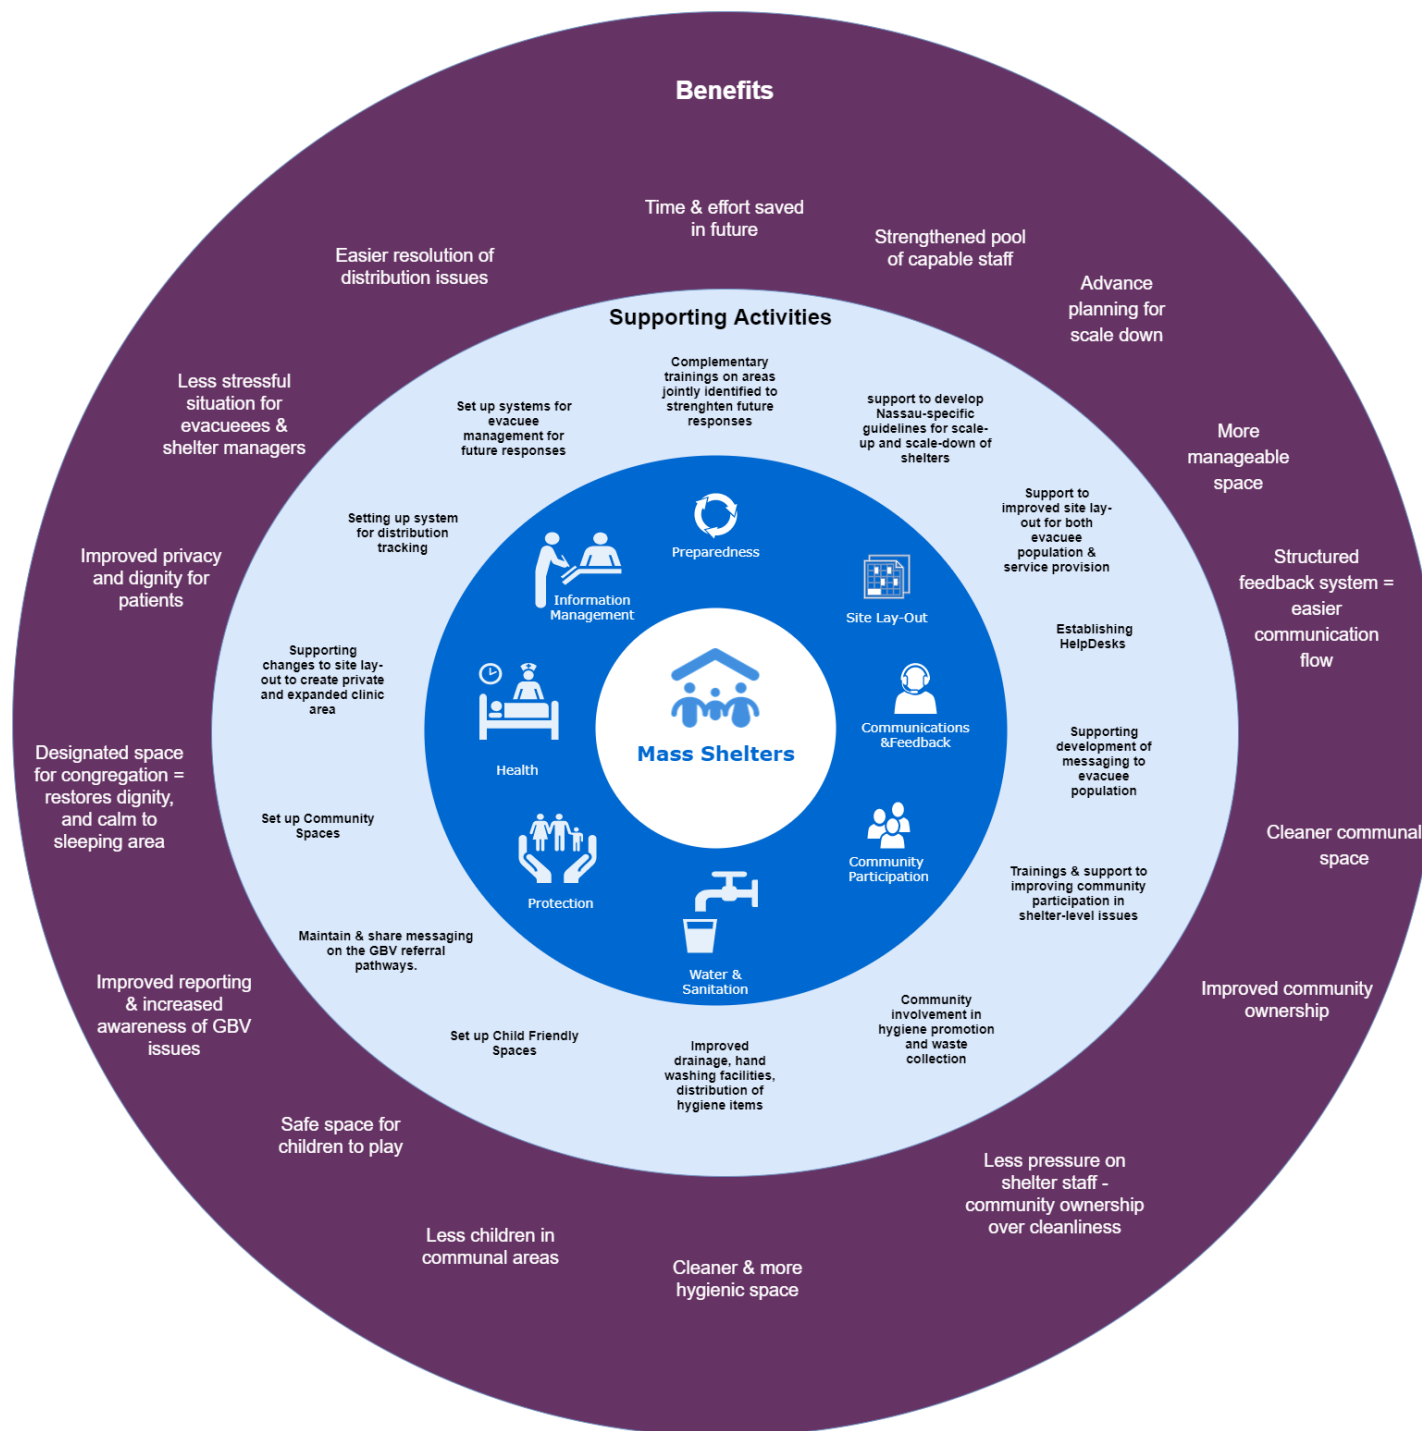 Benefits
Time & effort saved
in future
Strengthened pool
of capable staff
Advance
planning for
scale down
More
manageable
space
Structured
feedback system =
easier
communication
flow
Cleaner communal
space
Improved community
ownership
Less pressure on
shelter staff -
community ownership
over cleanliness
Cleaner & more
hygienic space
Less children in
communal areas
Safe space for
children to play
Improved reporting
& increased
awareness of GBV
issues
Designated space
for congregation =
restores dignity,
and calm to
sleeping area
Improved privacy
and dignity for
patients
Less stressful
situation for
evacueees &
shelter managers
Easier resolution of
distribution issues
Supporting Activities
Complementary
trainings on areas
jointly identified to
strenghten future
responses
support to develop
Nassau-specific
guidelines for scale-
up and scale-down of
shelters
Support to
improved site lay-
out for both
evacuee
population &
service provision
Establishing
HelpDesks
Supporting
development of
messaging to
evacuee
population
Trainings & support to
improving community
participation in
shelter-level issues
Community
involvement in
hygiene promotion
and waste
collection
Improved
drainage, hand
washing facilities,
distribution of
hygiene items
Set up Child Friendly
Spaces
Maintain & share messaging
on the GBV referral
pathways.
Set up Community
Spaces
Supporting
changes to site lay-
out to create private
and expanded clinic
area
Setting up system
for distribution
tracking
Set up systems for
evacuee
management for
future responses
Preparedness
Site Lay-Out
Communications
&Feedback
Community
Participation
Water &
Sanitation
Protection
Health
Information
Management
Mass Shelters